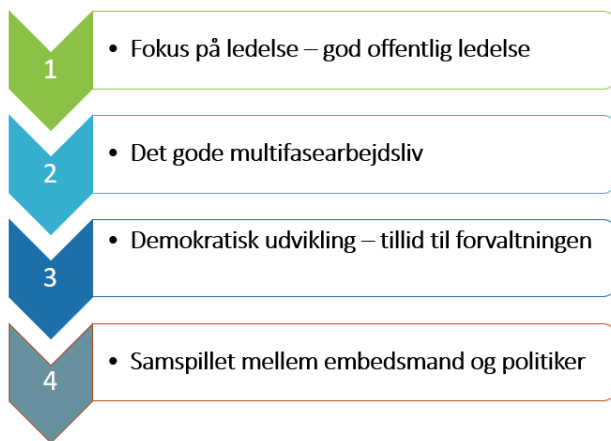 1
• Fokus på ledelse – god offentlig ledelse
2
• Det gode multifasearbejdsliv
3
• Demokratisk udvikling – tillid til forvaltningen
4
• Samspillet mellem embedsmand og politiker